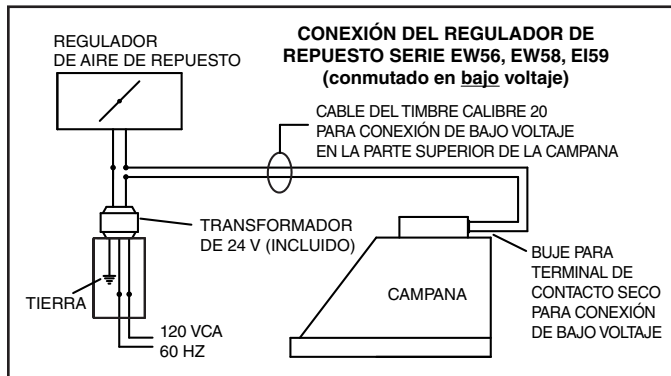 CONEXIÓN DEL REGULADOR DE
REPUESTO SERIE EW56, EW58, EI59
(conmutado en bajo voltaje)
REGULADOR
DE AIRE DE REPUESTO
CABLE DEL TIMBRE CALIBRE 20
PARA CONEXIÓN DE BAJO VOLTAJE
EN LA PARTE SUPERIOR DE LA CAMPANA
TRANSFORMADOR
DE 24 V (INCLUIDO)
TIERRA
120 VCA
60 HZ
CAMPANA
BUJE PARA
TERMINAL DE
CONTACTO SECO
PARA CONEXIÓN
DE BAJO VOLTAJE